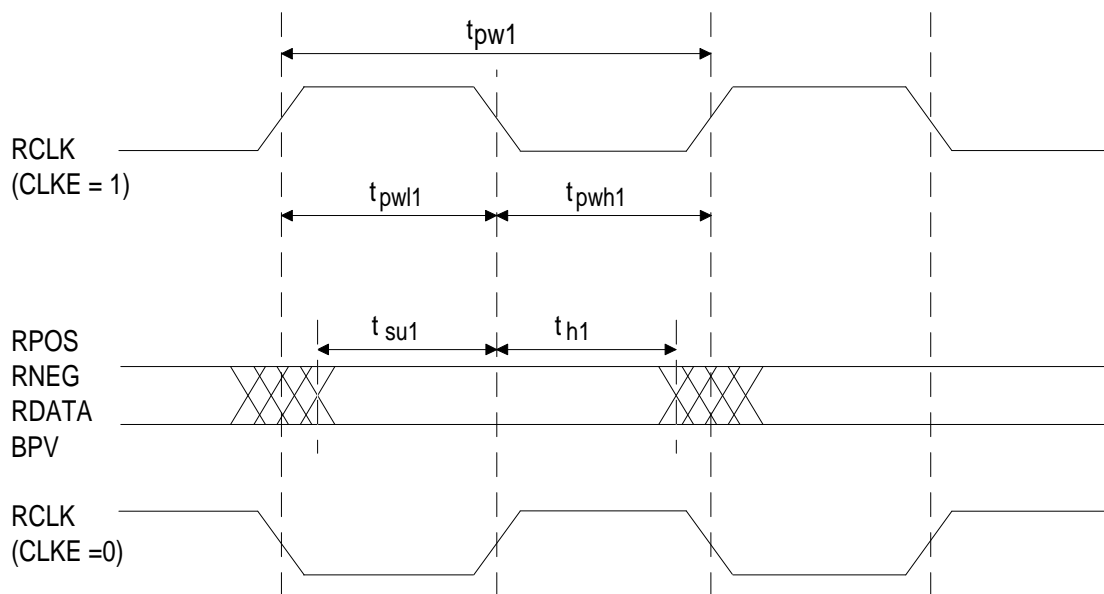 tpw1
RCLK
(CLKE = 1)
tpwl1
tpwh1
tsu1
th1
RPOS
RNEG
RDATA
BPV
RCLK
(CLKE =0)